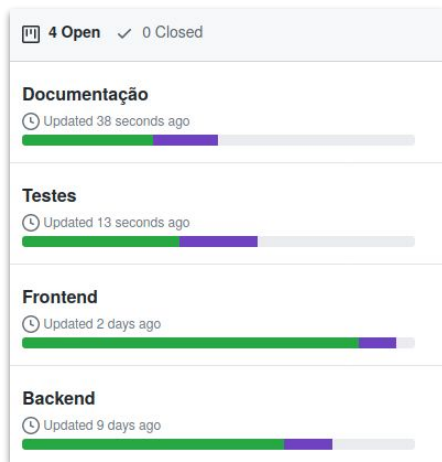 4 Open 0 Closed
Documentação
Updated 38 seconds ago
Testes
Updated 13 seconds ago
Frontend
Updated 2 days ago
Backend
Updated 9 days ago